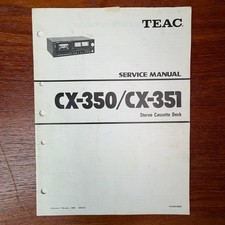 TEAC
SERVICE MANUAL
CX-350/CX-351
Stereo Cassette Deck